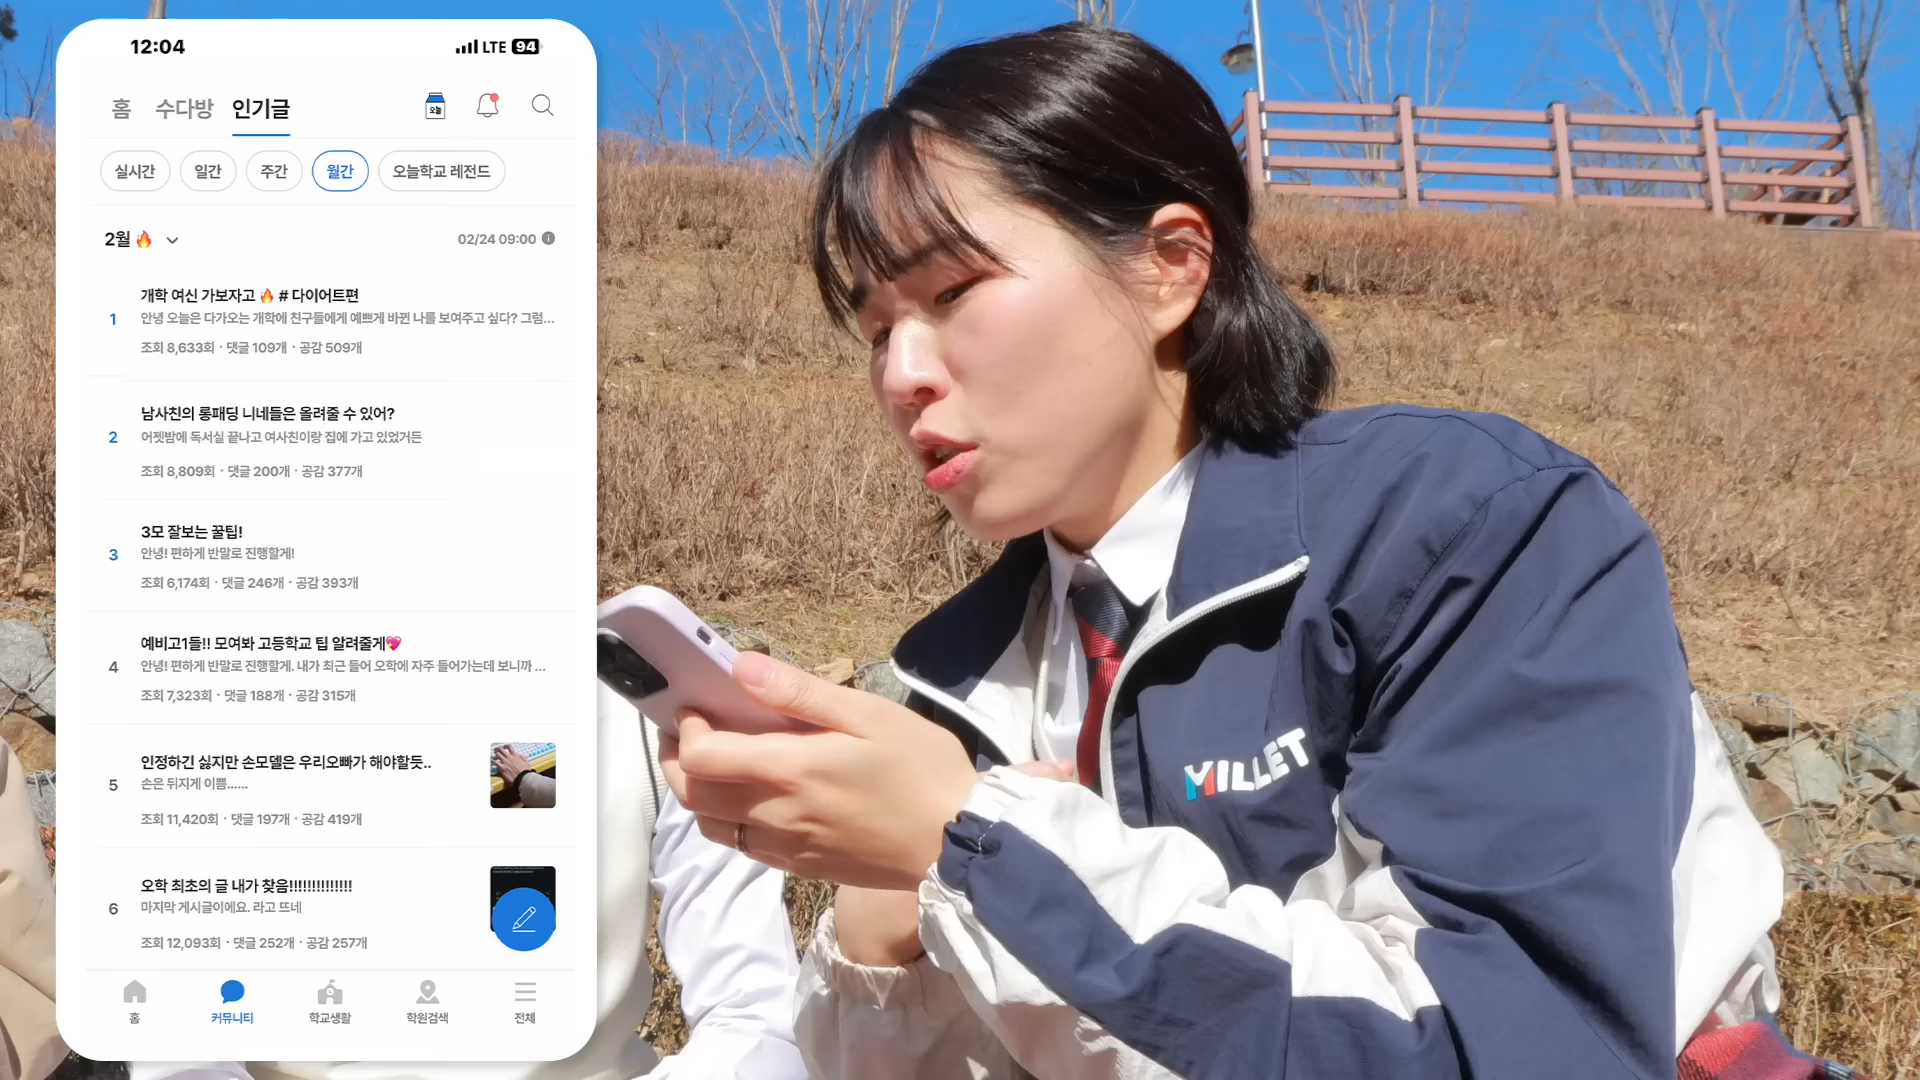 12:04
LTE 94
홈 수다방 인기글
오늘
실시간 일간 주간 월간 오늘학교 레전드
2월 🔥
02/24 09:00
1
개학 여신 가보자고 🔥 # 다이어트편
안녕 오늘은 다가오는 개학에 친구들에게 예쁘게 바뀐 나를 보여주고 싶다? 그럼...
조회 8,633회 · 댓글 109개 · 공감 509개
2
남사친의 롱패딩 니네들은 올려줄 수 있어?
어젯밤에 독서실 끝나고 여사친이랑 집에 가고 있었거든
조회 8,809회 · 댓글 200개 · 공감 377개
3
3모 잘보는 꿀팁!
안녕! 편하게 반말로 진행할게!
조회 6,174회 · 댓글 246개 · 공감 393개
4
예비고1들!! 모여봐 고등학교 팁 알려줄게💖
안녕! 편하게 반말로 진행할게. 내가 최근 들어 오학에 자주 들어가는데 보니까 ...
조회 7,323회 · 댓글 188개 · 공감 315개
5
인정하긴 싫지만 손모델은 우리오빠가 해야할듯..
손은 뒤지게 이쁨......
조회 11,420회 · 댓글 197개 · 공감 419개
6
오학 최초의 글 내가 찾음!!!!!!!!!!!!!!
마지막 게시글이에요. 라고 뜨네
조회 12,093회 · 댓글 252개 · 공감 257개
홈 커뮤니티 학교생활 학원검색 전체
MILLET